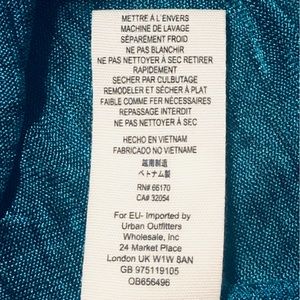 METTRE À L'ENVERS
MACHINE DE LAVAGE
SÉPARÉMENT FROID
NE PAS BLANCHIR
NE PAS NETTOYER À SEC RETIRER
RAPIDEMENT
SECHER PAR CULBUTAGE
REMODELER ET SÉCHER À PLAT
FAIBLE COMME FER NÉCESSAIRES
REPASSAGE INTERDIT
NE PAS NETTOYER À SEC
HECHO EN VIETNAM
FABRICADO NO VIETNAME
越南制造
ベトナム製
RN# 66170
CA# 32054
For EU- Imported by
Urban Outfitters
Wholesale, Inc
24 Market Place
London UK W1W 8AN
GB 975119105
OB656496